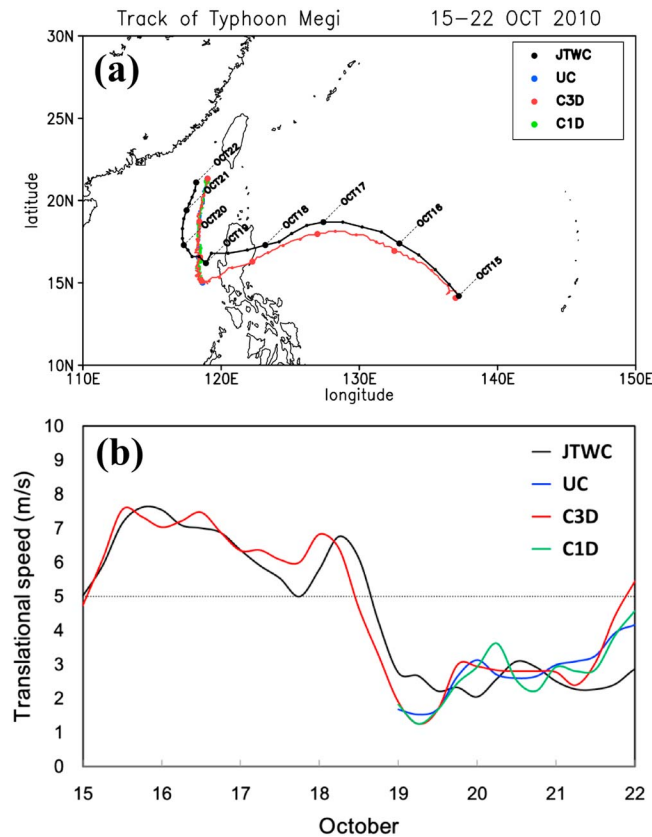 Track of Typhoon Megi 15-22 OCT 2010
(a)
30N
25N
20N
15N
10N
latitude
110E 120E 130E 140E 150E
longitude
JTWC
UC
C3D
C1D
OCT22
OCT21
OCT20
OCT19
OCT18
OCT17
OCT16
OCT15
(b)
10
9
8
7
6
5
4
3
2
1
0
Translational speed (m/s)
JTWC
UC
C3D
C1D
15 16 17 18 19 20 21 22
October